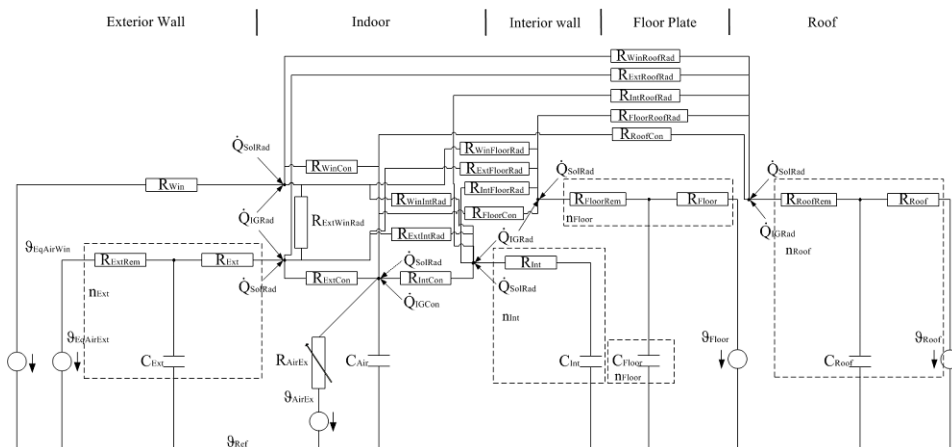 Exterior Wall
Indoor
Interior wall
Floor Plate
Roof
RWinRoofRad
RExtRoofRad
RIntRoofRad
RFloorRoofRad
RRoofCon
Q̇SolRad
RWinCon
RWinFloorRad
RExtFloorRad
Q̇SolRad
Q̇SolRad
RWin
RIntFloorRad
RWinIntRad
RFloorRem
RFloor
RRoofRem
RRoof
RFloorCon
nFloor
Q̇IGRad
RExtWinRad
RExtIntRad
Q̇IGRad
Q̇IGRad
ϑEqAirWin
nRoof
RExtRem
RExt
Q̇SolRad
Q̇SolRad
RInt
Q̇SolRad
RExtCon
RIntCon
nExt
Q̇IGCon
nInt
ϑEqAirExt
ϑFloor
ϑRoof
CExt
RAirEx
CAir
CInt
CFloor
CRoof
nFloor
ϑAirEx
ϑRef